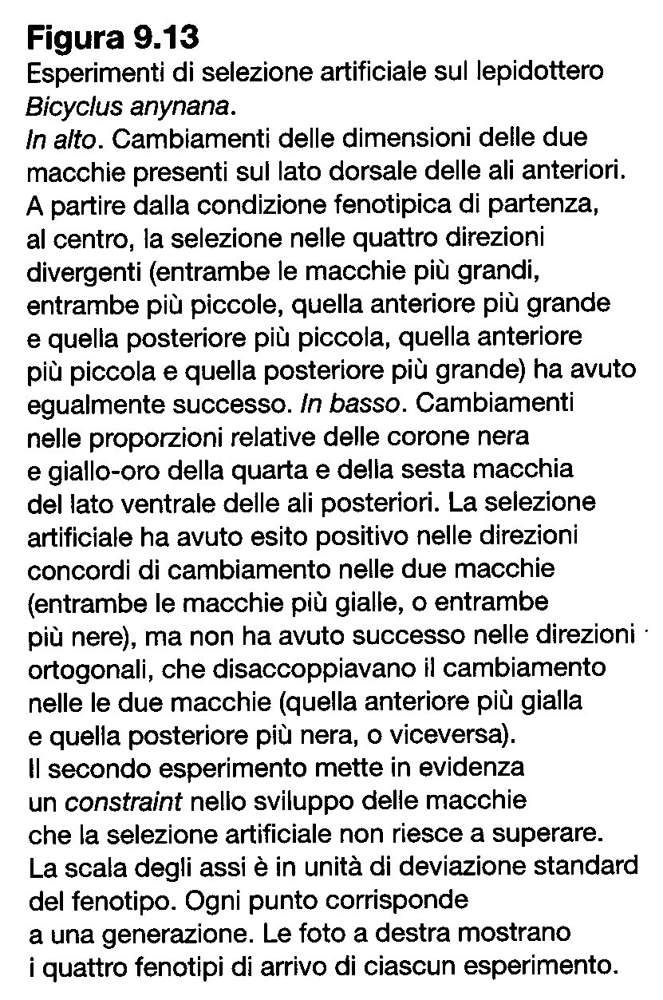 Figura 9.13
Esperimenti di selezione artificiale sul lepidottero
Bicyclus anynana.
In alto. Cambiamenti delle dimensioni delle due
macchie presenti sul lato dorsale delle ali anteriori.
A partire dalla condizione fenotipica di partenza,
al centro, la selezione nelle quattro direzioni
divergenti (entrambe le macchie più grandi,
entrambe più piccole, quella anteriore più grande
e quella posteriore più piccola, quella anteriore
più piccola e quella posteriore più grande) ha avuto
egualmente successo. In basso. Cambiamenti
nelle proporzioni relative delle corone nera
e giallo-oro della quarta e della sesta macchia
del lato ventrale delle ali posteriori. La selezione
artificiale ha avuto esito positivo nelle direzioni
concordi di cambiamento nelle due macchie
(entrambe le macchie più gialle, o entrambe
più nere), ma non ha avuto successo nelle direzioni
ortogonali, che disaccoppiavano il cambiamento
nelle le due macchie (quella anteriore più gialla
e quella posteriore più nera, o viceversa).
Il secondo esperimento mette in evidenza
un constraint nello sviluppo delle macchie
che la selezione artificiale non riesce a superare.
La scala degli assi è in unità di deviazione standard
del fenotipo. Ogni punto corrisponde
a una generazione. Le foto a destra mostrano
i quattro fenotipi di arrivo di ciascun esperimento.